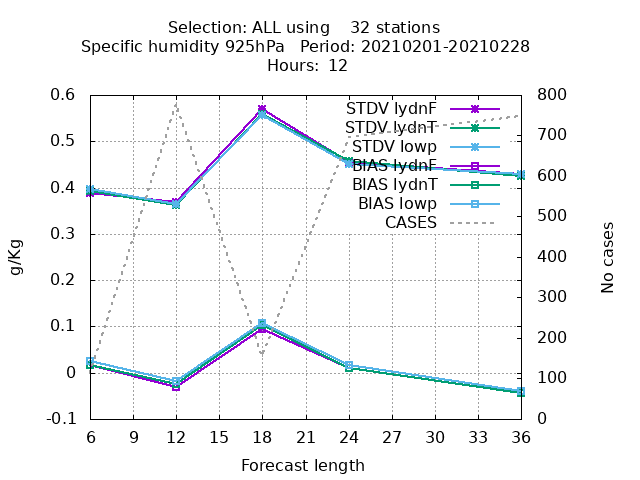 Selection: ALL using    32 stations
Specific humidity 925hPa   Period: 20210201-20210228
Hours: 12
g/Kg
0.6
0.5
0.4
0.3
0.2
0.1
0
-0.1
STDV lydnF
STDV lydnT
STDV lowp
BIAS lydnF
BIAS lydnT
BIAS lowp
CASES
800
700
600
500
400
300
200
100
0
No cases
6 9 12 15 18 21 24 27 30 33 36
Forecast length